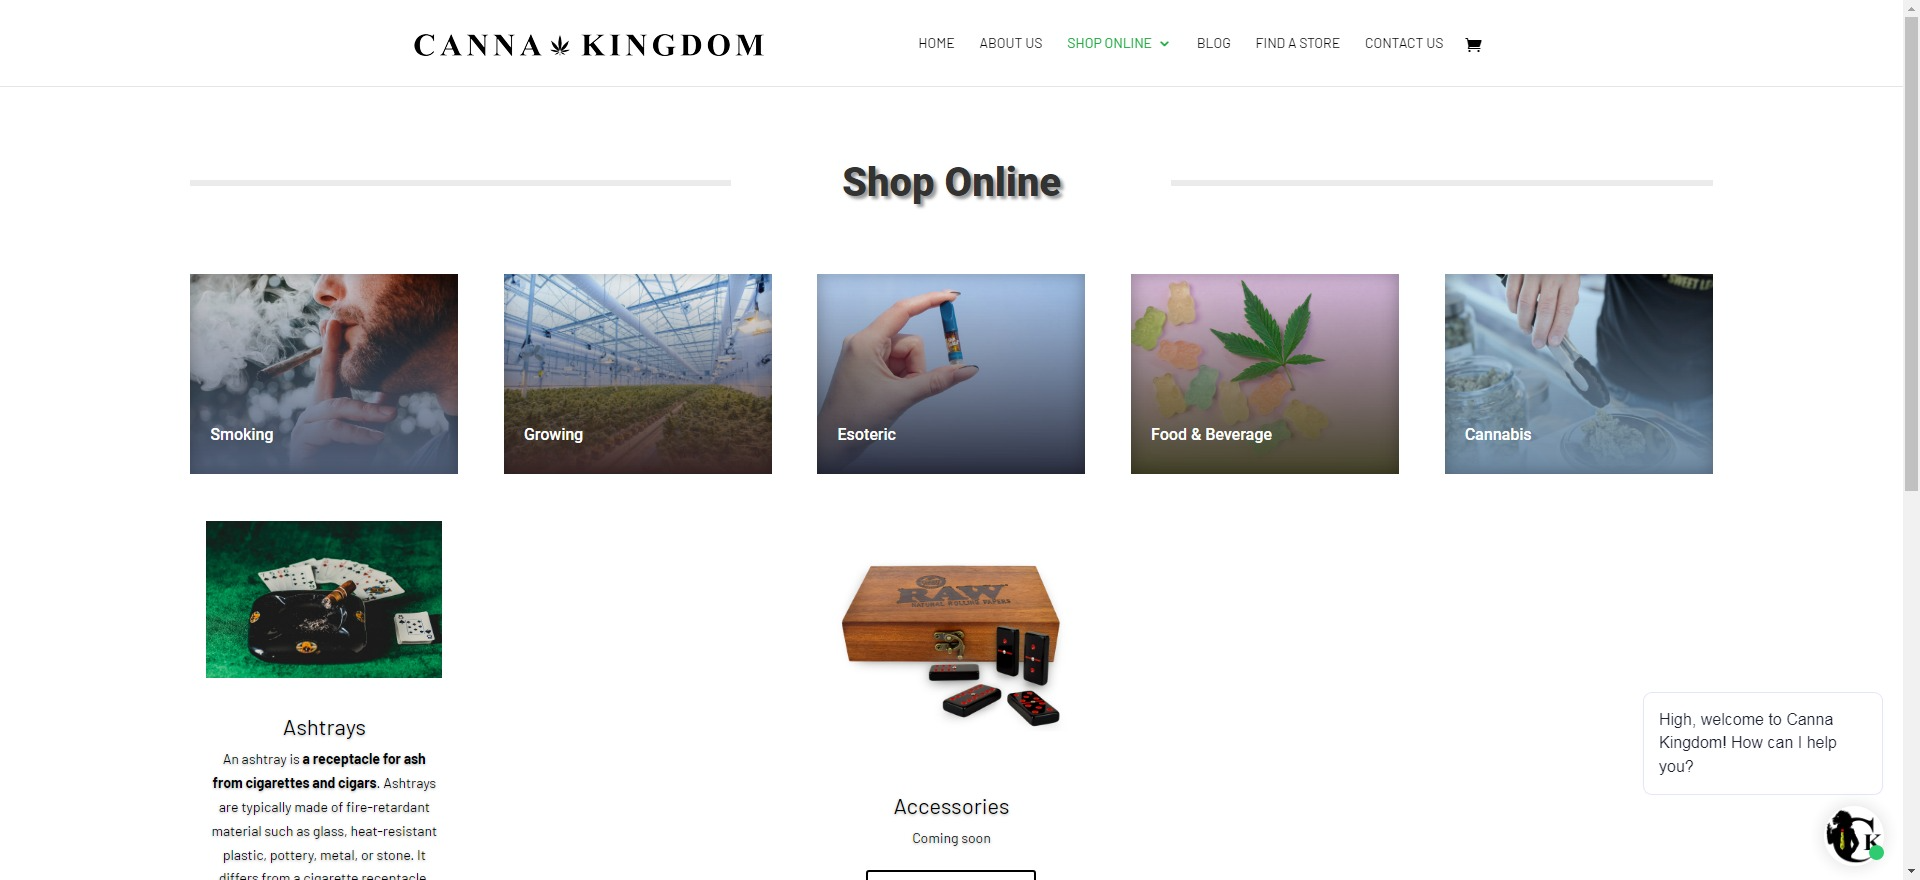 CANNA KINGDOM
HOME
ABOUT US
SHOP ONLINE
BLOG
FIND A STORE
CONTACT US
Shop Online
Smoking
Growing
Esoteric
Food & Beverage
Cannabis
RAW
NATURAL ROLLING PAPERS
Ashtrays
An ashtray is a receptacle for ash
from cigarettes and cigars. Ashtrays
are typically made of fire-retardant
material such as glass, heat-resistant
plastic, pottery, metal, or stone. It
differs from a cigarette receptacle,
Accessories
Coming soon
High, welcome to Canna
Kingdom! How can I help
you?
CK